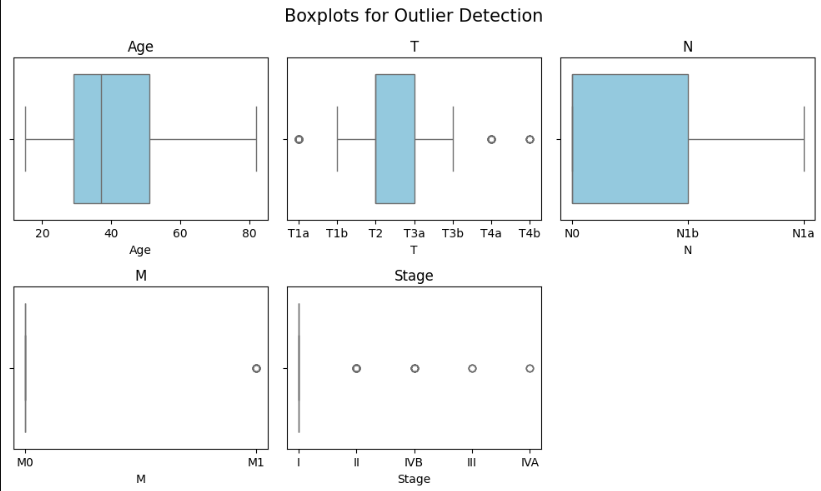 Boxplots for Outlier Detection
Age
T
N
20 40 60 80
T1a T1b T2 T3a T3b T4a T4b
N0 N1b N1a
Age
T
N
M
Stage
M0 M1
I II IVB III IVA
M
Stage